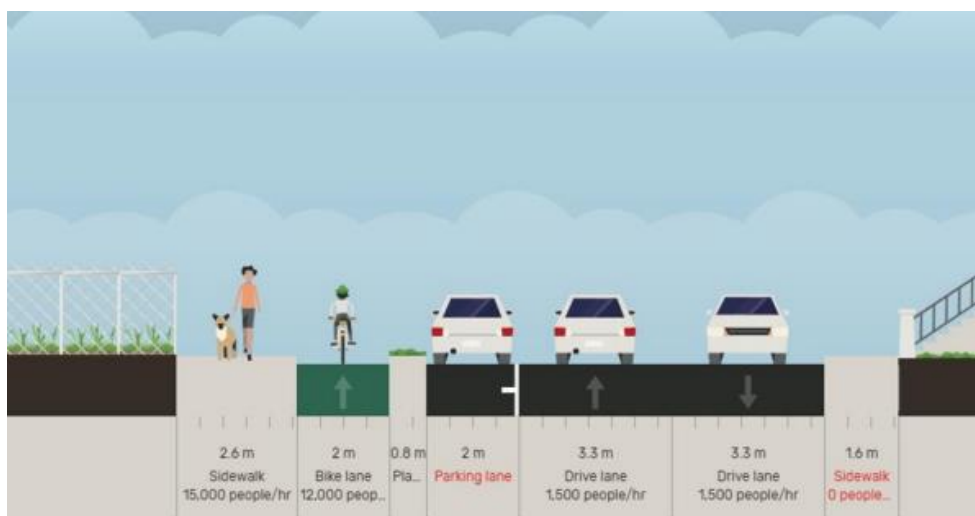 2.6 m
Sidewalk
15,000 people/hr
2 m
Bike lane
12,000 peop...
0.8 m
Pla...
2 m
Parking lane
3.3 m
Drive lane
1,500 people/hr
3.3 m
Drive lane
1,500 people/hr
1.6 m
Sidewalk
0 people...